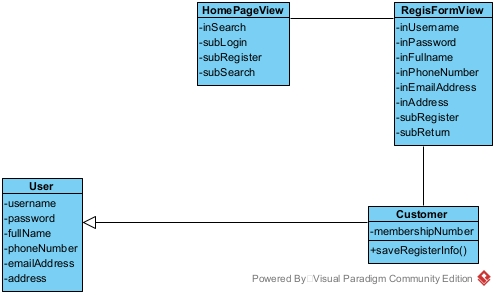 HomePageView
-inSearch
-subLogin
-subRegister
-subSearch
RegisFormView
-inUsername
-inPassword
-inFullname
-inPhoneNumber
-inEmailAddress
-inAddress
-subRegister
-subReturn
User
-username
-password
-fullName
-phoneNumber
-emailAddress
-address
Customer
-membershipNumber
+saveRegisterInfo()
Powered By Visual Paradigm Community Edition